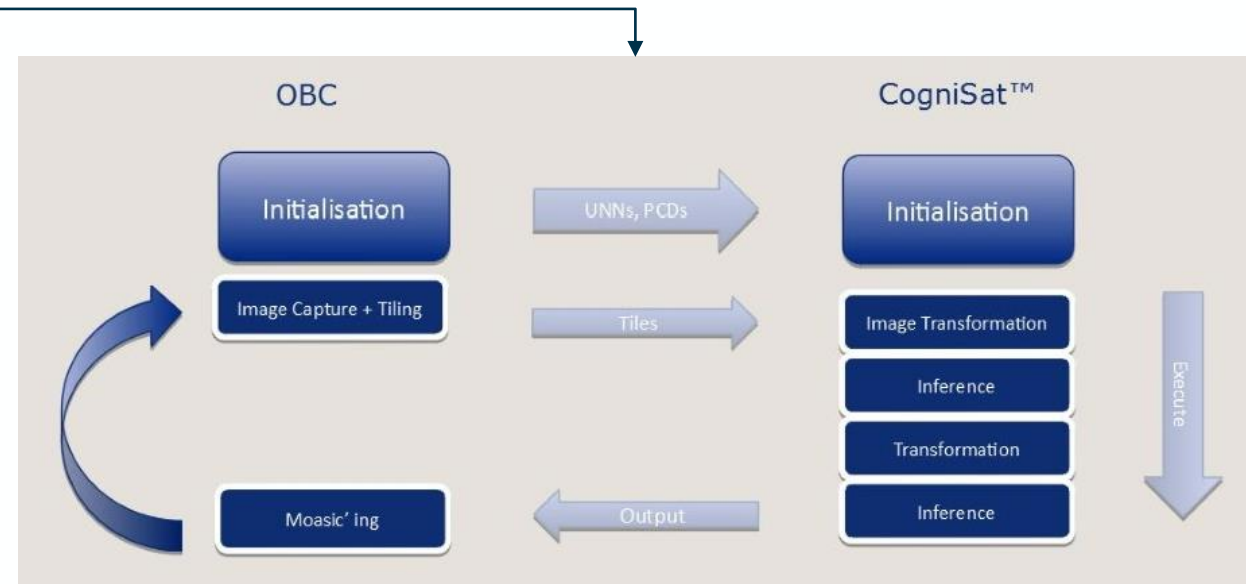 OBC
CogniSat™
Initialisation
UNNs, PCDs
Initialisation
Image Capture + Tiling
Tiles
Image Transformation
Inference
Execute
Transformation
Moasic' ing
Output
Inference